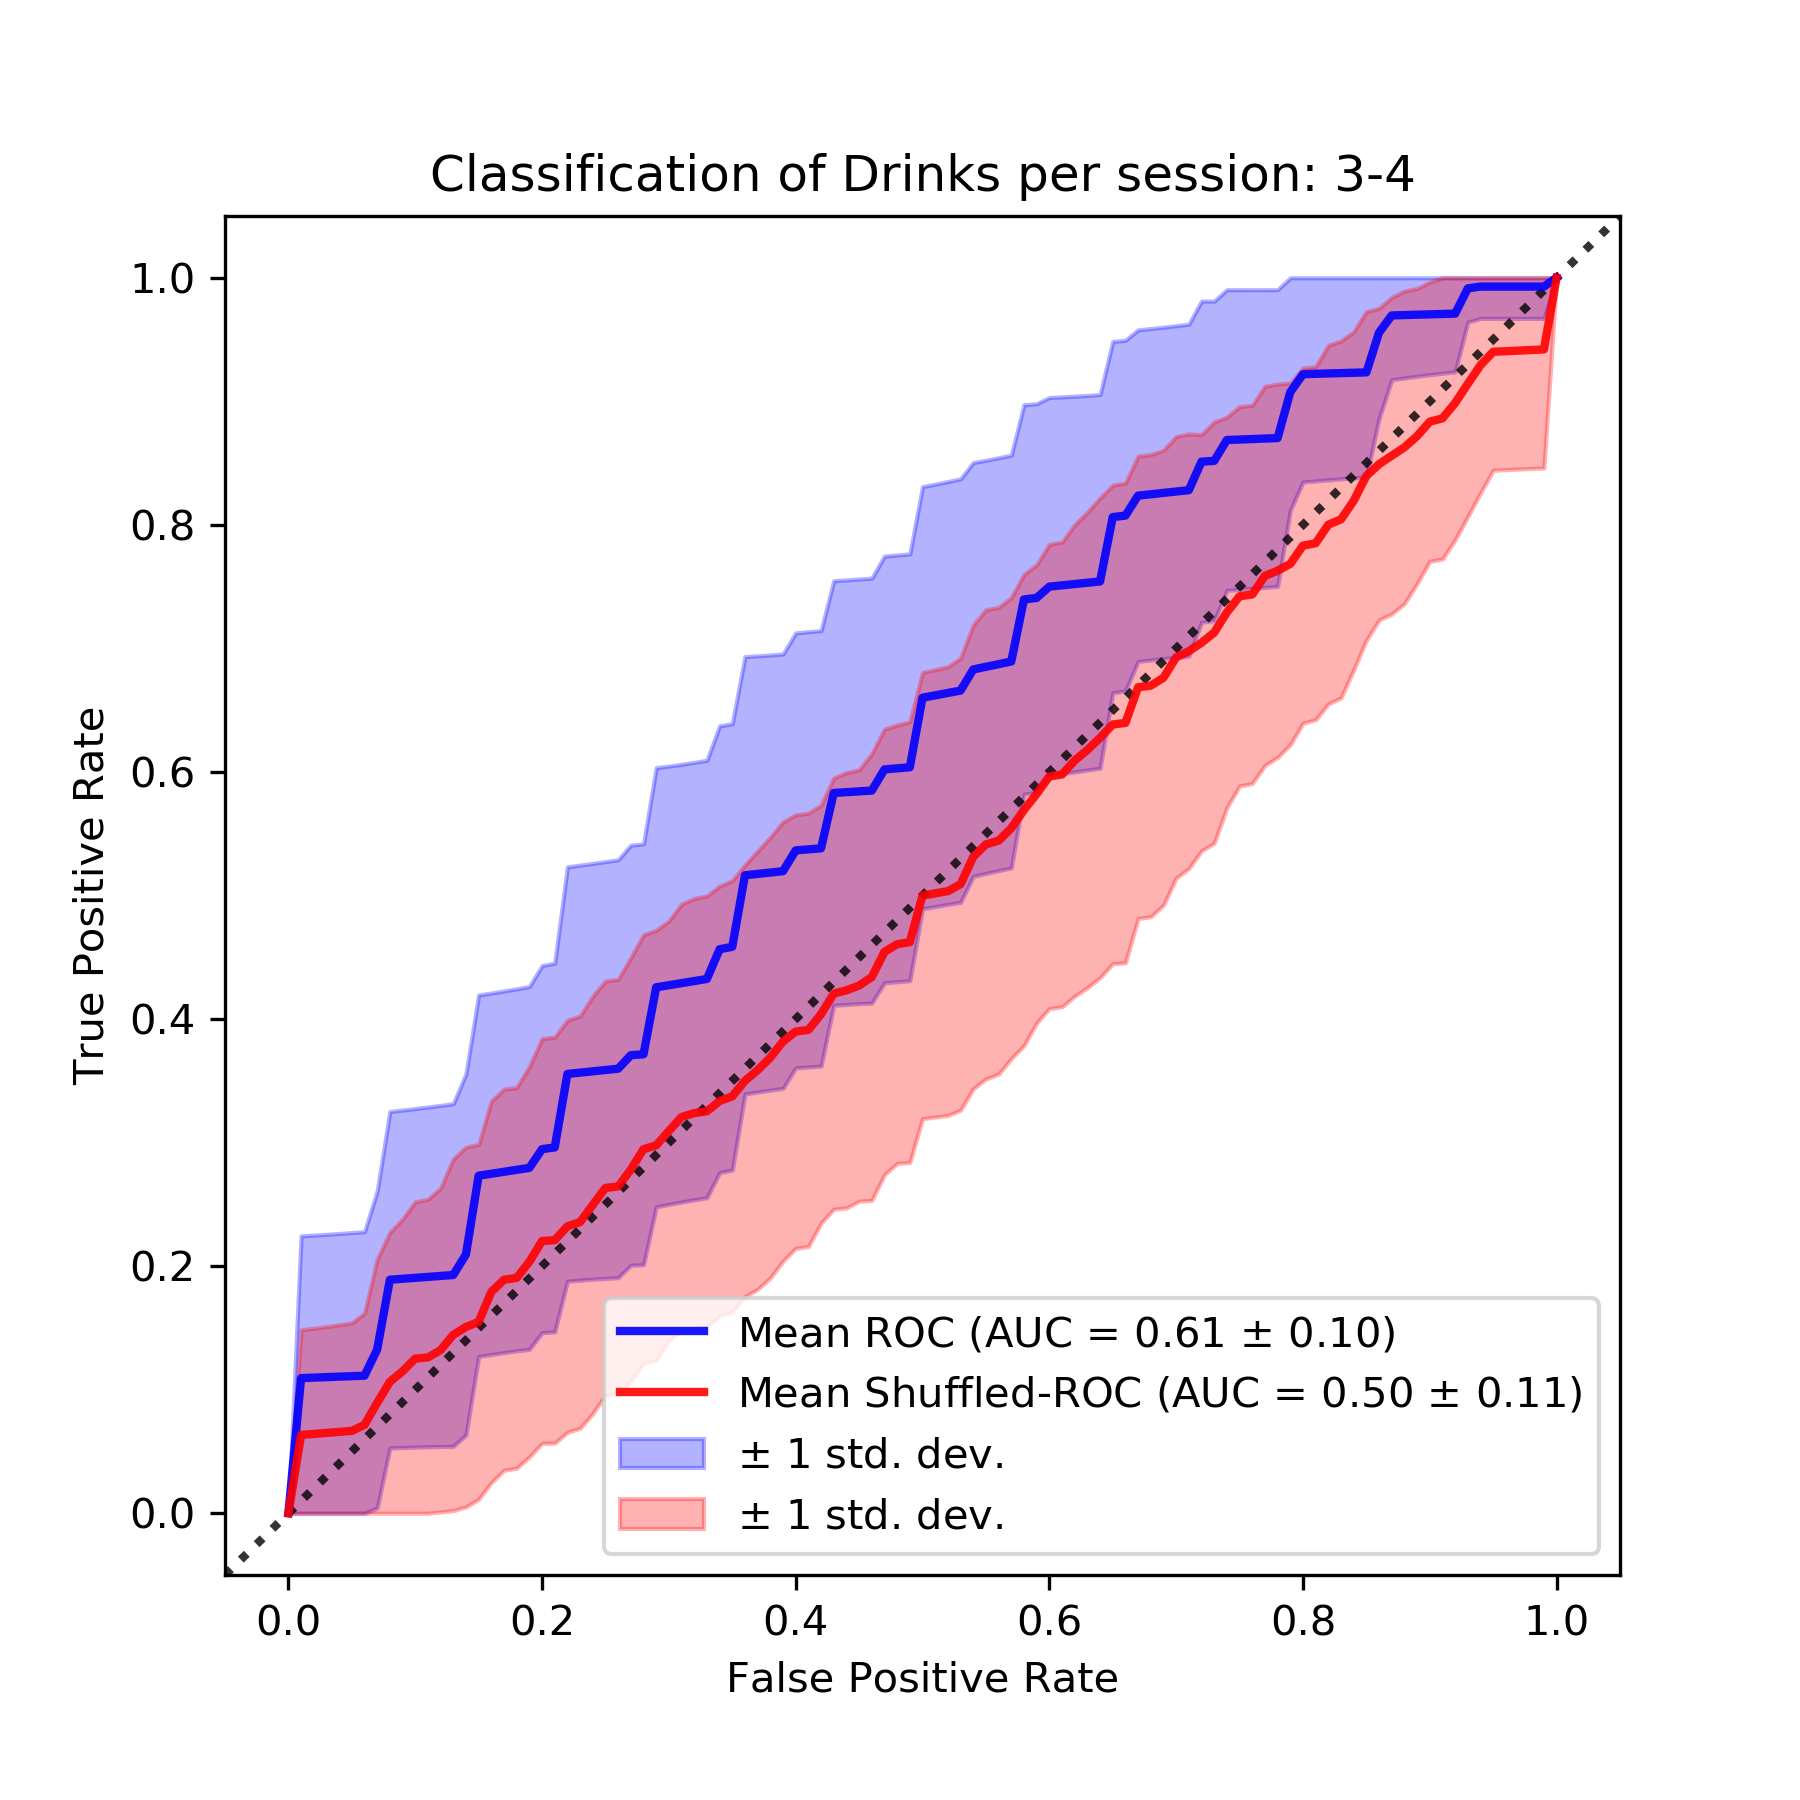 Classification of Drinks per session: 3-4
True Positive Rate
1.0
0.8
0.6
0.4
0.2
0.0
Mean ROC (AUC = 0.61 ± 0.10)
Mean Shuffled-ROC (AUC = 0.50 ± 0.11)
± 1 std. dev.
± 1 std. dev.
0.0 0.2 0.4 0.6 0.8 1.0
False Positive Rate